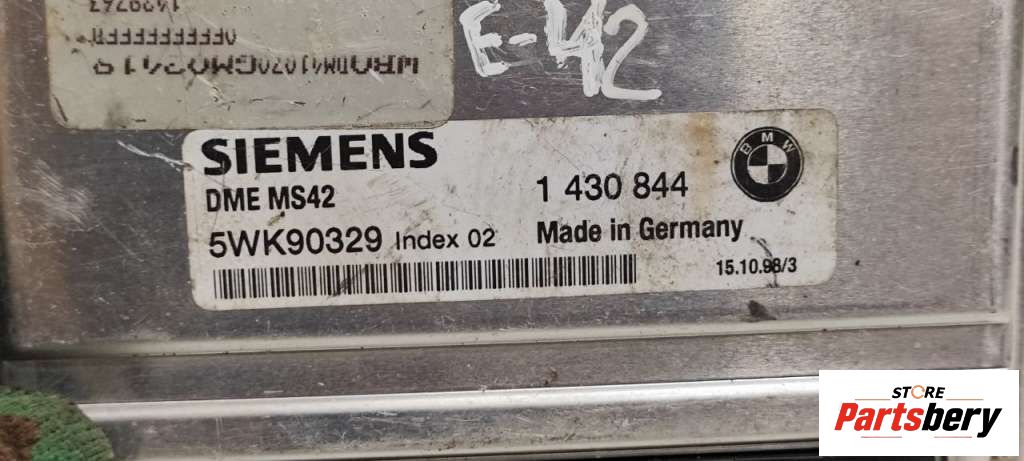 E-42
SIEMENS
DME MS42
1 430 844
BMW
5WK90329 Index 02
Made in Germany
15.10.98/3
STORE
Partsbery